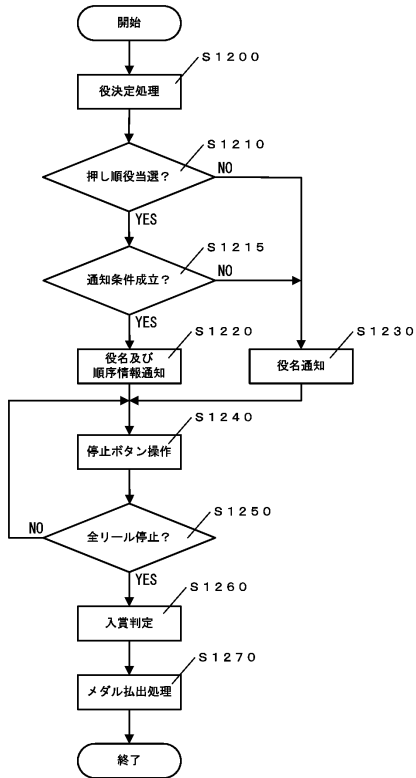 開始
S1200
役決定処理
S1210
押し順役当選？
NO
YES
S1215
通知条件成立？
NO
YES
S1220
役名及び
順序情報通知
S1230
役名通知
S1240
停止ボタン操作
S1250
全リール停止？
NO
YES
S1260
入賞判定
S1270
メダル払出処理
終了